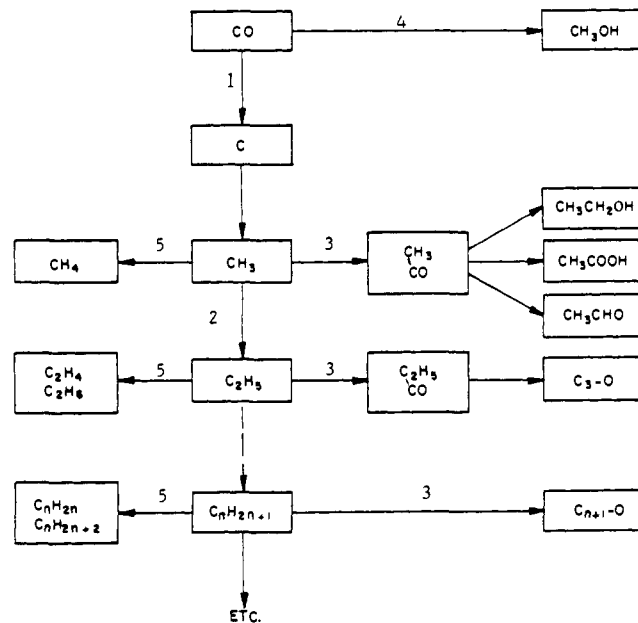 CO
4
CH₃OH
1
C
CH₃CH₂OH
CH₄
5
CH₃
3
CH₃
CO
CH₃COOH
CH₃CHO
2
C₂H₄
C₂H₆
5
C₂H₅
3
C₂H₅
CO
C₃-O
CₙH₂ₙ
CₙH₂ₙ₊₂
5
CₙH₂ₙ₊₁
3
Cₙ₊₁-O
ETC.